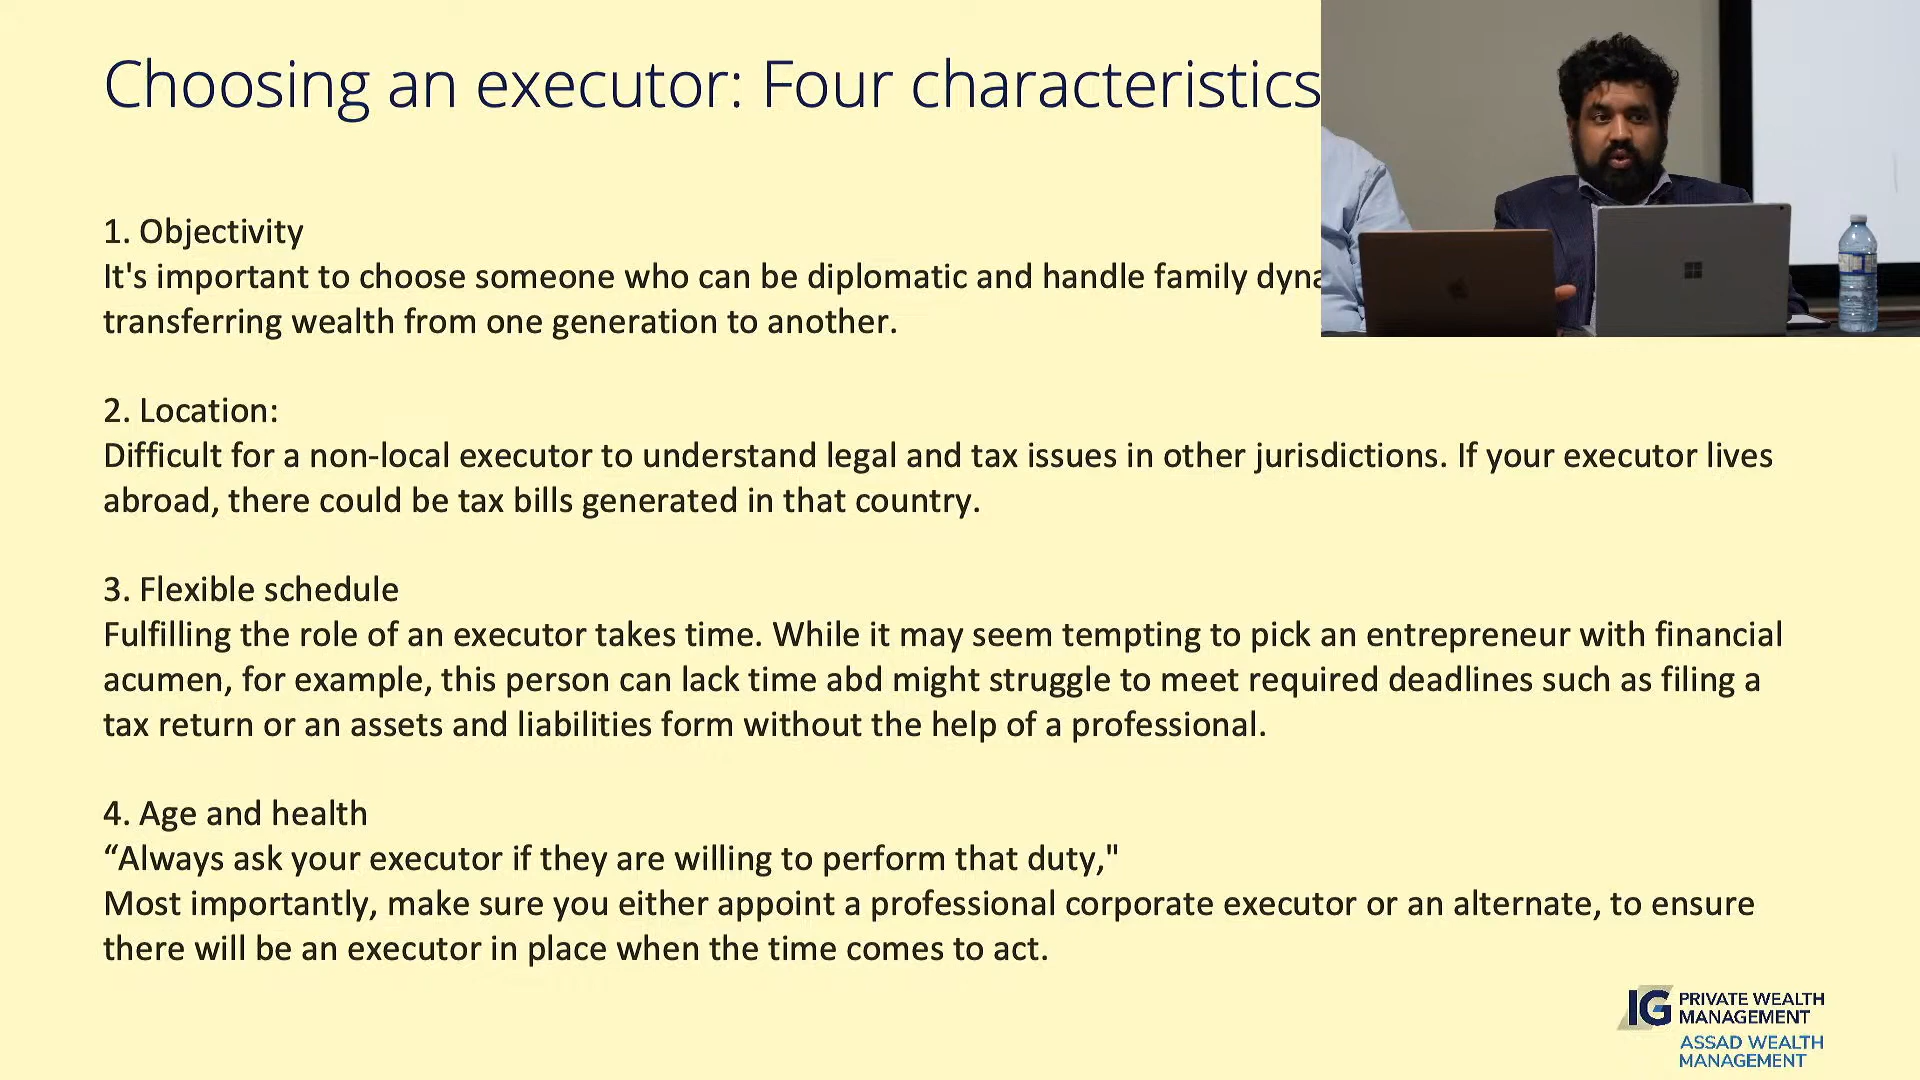 Choosing an executor: Four characteristics
1. Objectivity
It's important to choose someone who can be diplomatic and handle family
transferring wealth from one generation to another.
2. Location:
Difficult for a non-local executor to understand legal and tax issues in other jurisdictions. If your executor lives
abroad, there could be tax bills generated in that country.
3. Flexible schedule
Fulfilling the role of an executor takes time. While it may seem tempting to pick an entrepreneur with financial
acumen, for example, this person can lack time abd might struggle to meet required deadlines such as filing a
tax return or an assets and liabilities form without the help of a professional.
4. Age and health
“Always ask your executor if they are willing to perform that duty,"
Most importantly, make sure you either appoint a professional corporate executor or an alternate, to ensure
there will be an executor in place when the time comes to act.
IG PRIVATE WEALTH
MANAGEMENT
ASSAD WEALTH
MANAGEMENT